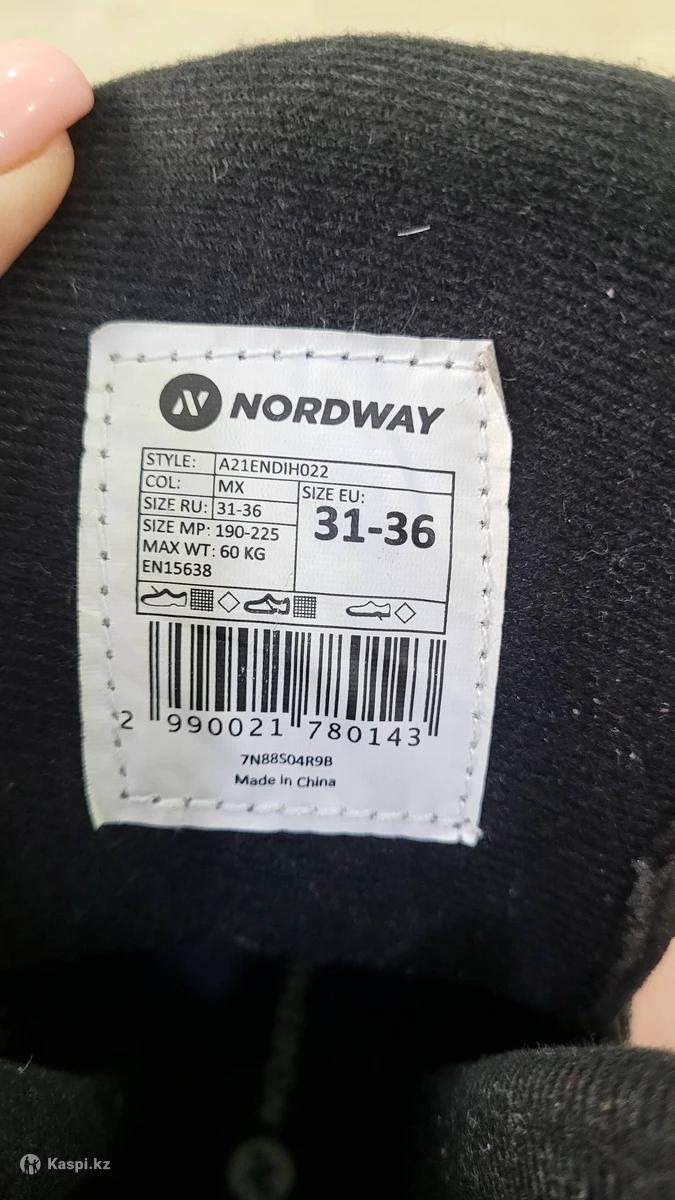 NORDWAY
STYLE: A21ENDIH022
COL: MX
SIZE RU: 31-36
SIZE MP: 190-225
MAX WT: 60 KG
EN15638
SIZE EU:
31-36
2 990021 780143
7N88S04R9B
Made in China
Kaspi.kz